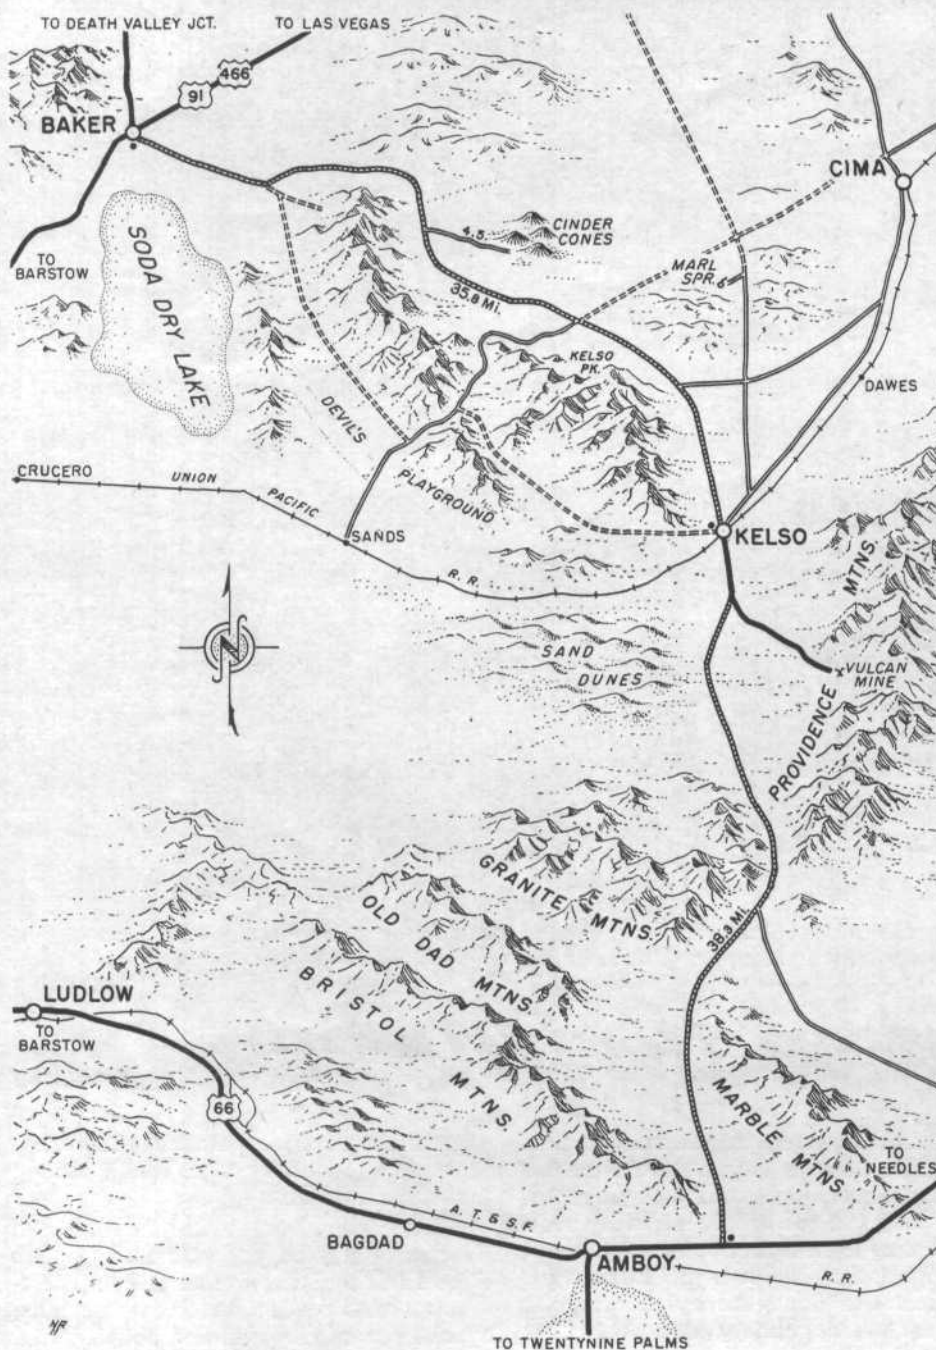 TO DEATH VALLEY JCT.
TO LAS VEGAS
466
91
BAKER
CIMA
CINDER
CONES
4.5
TO
BARSTOW
SODA DRY LAKE
MARL
SPR.
35.8 Mi.
KELSO
PK.
DAWES
DEVIL'S
PLAYGROUND
CRUCERO
UNION
PACIFIC
R. R.
SANDS
KELSO
N
SAND
DUNES
VULCAN
MINE
PROVIDENCE
MTNS.
GRANITE MTNS.
OLD DAD MTNS
BRISTOL
MTNS
38.3 Mi.
LUDLOW
TO
BARSTOW
66
MARBLE MTNS.
TO
NEEDLES
A. T. & S. F.
R. R.
BAGDAD
AMBOY
TO TWENTYNINE PALMS